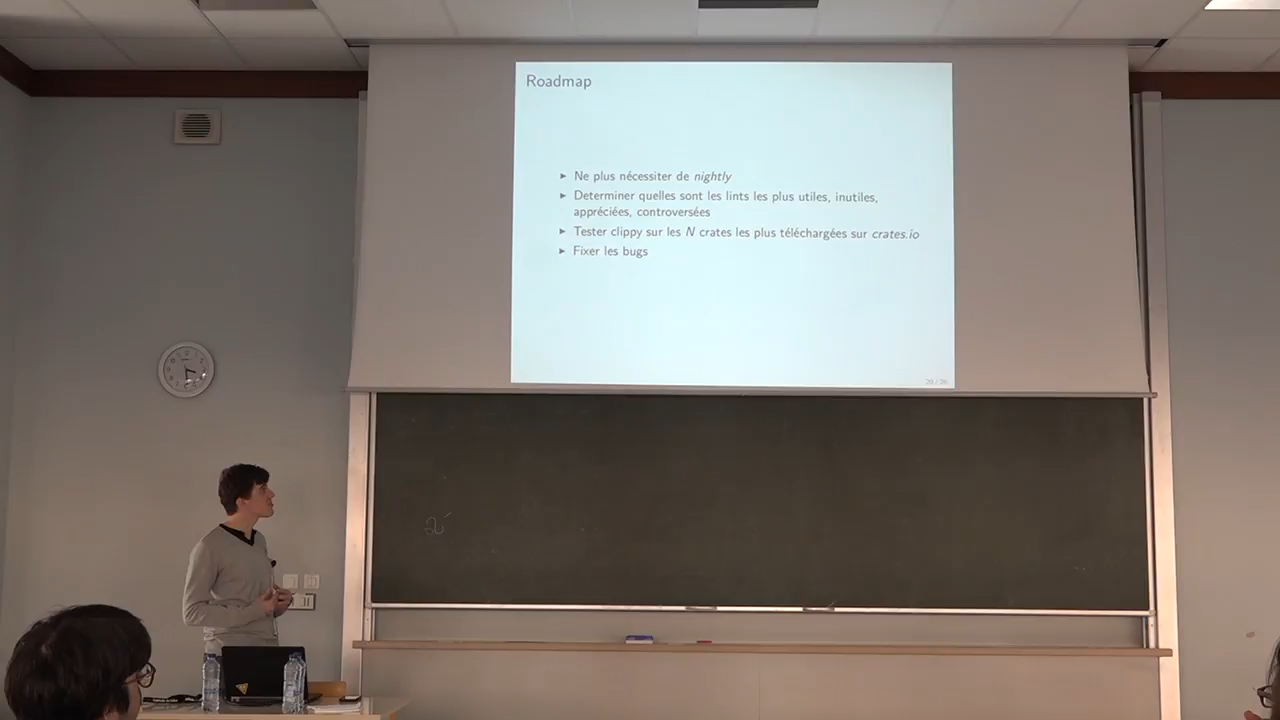 Roadmap
▸ Ne plus nécessiter de nightly
▸ Determiner quelles sont les lints les plus utiles, inutiles,
appréciées, controversées
▸ Tester clippy sur les N crates les plus téléchargées sur crates.io
▸ Fixer les bugs